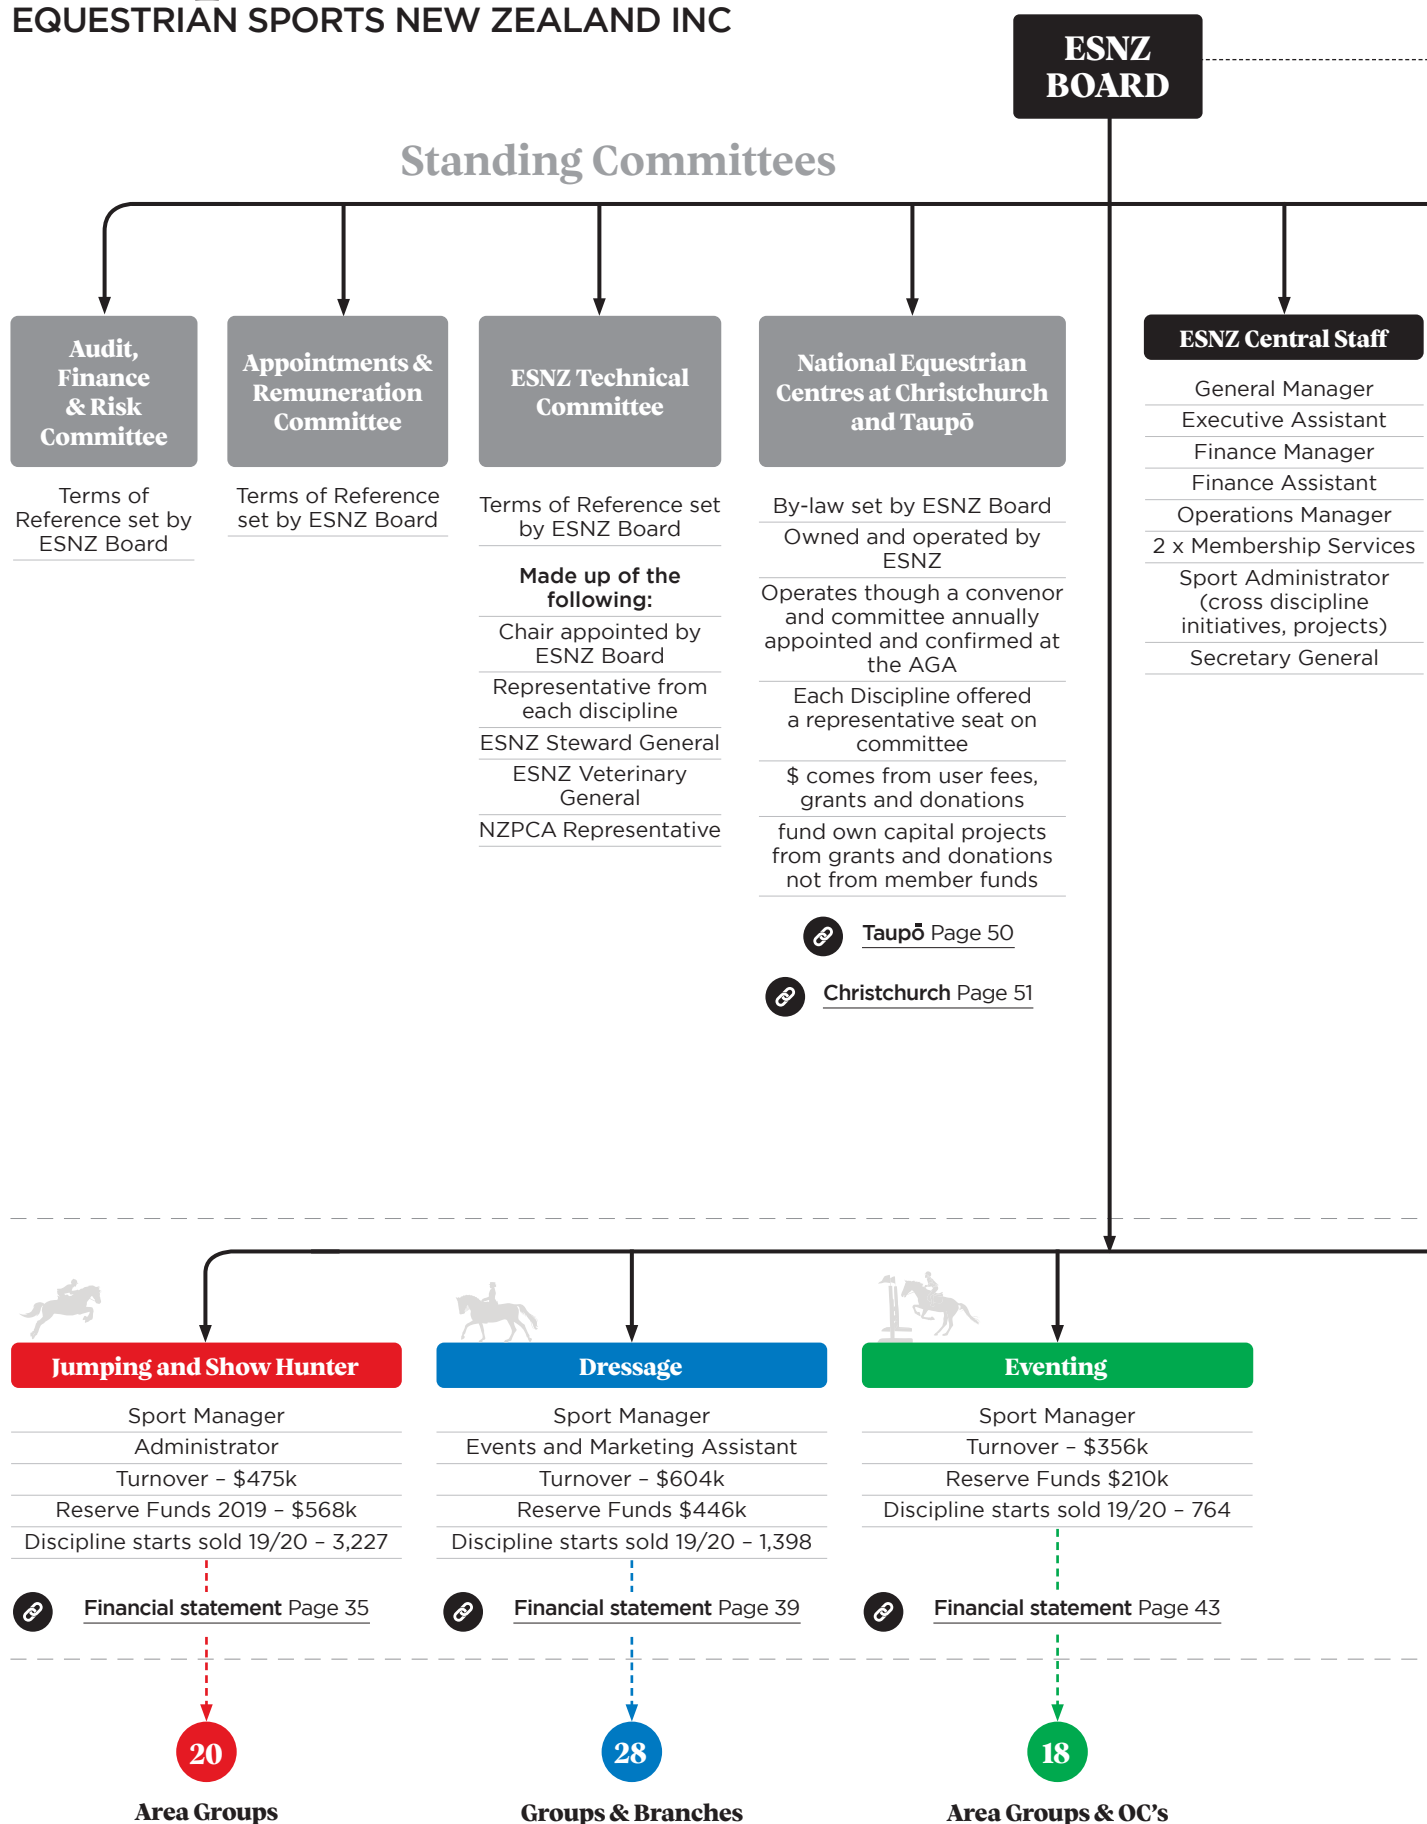 EQUESTRIAN SPORTS NEW ZEALAND INC
ESNZ
BOARD
Standing Committees
Audit,
Finance
& Risk
Committee
Terms of
Reference set by
ESNZ Board
Appointments &
Remuneration
Committee
Terms of Reference
set by ESNZ Board
ESNZ Technical
Committee
Terms of Reference set
by ESNZ Board
Made up of the
following:
Chair appointed by
ESNZ Board
Representative from
each discipline
ESNZ Steward General
ESNZ Veterinary
General
NZPCA Representative
National Equestrian
Centres at Christchurch
and Taupō
By-law set by ESNZ Board
Owned and operated by
ESNZ
Operates though a convenor
and committee annually
appointed and confirmed at
the AGA
Each Discipline offered
a representative seat on
committee
$ comes from user fees,
grants and donations
fund own capital projects
from grants and donations
not from member funds
Taupō Page 50
Christchurch Page 51
ESNZ Central Staff
General Manager
Executive Assistant
Finance Manager
Finance Assistant
Operations Manager
2 x Membership Services
Sport Administrator
(cross discipline
initiatives, projects)
Secretary General
Jumping and Show Hunter
Sport Manager
Administrator
Turnover – $475k
Reserve Funds 2019 – $568k
Discipline starts sold 19/20 – 3,227
Financial statement Page 35
20
Area Groups
Dressage
Sport Manager
Events and Marketing Assistant
Turnover – $604k
Reserve Funds $446k
Discipline starts sold 19/20 – 1,398
Financial statement Page 39
28
Groups & Branches
Eventing
Sport Manager
Turnover – $356k
Reserve Funds $210k
Discipline starts sold 19/20 – 764
Financial statement Page 43
18
Area Groups & OC's